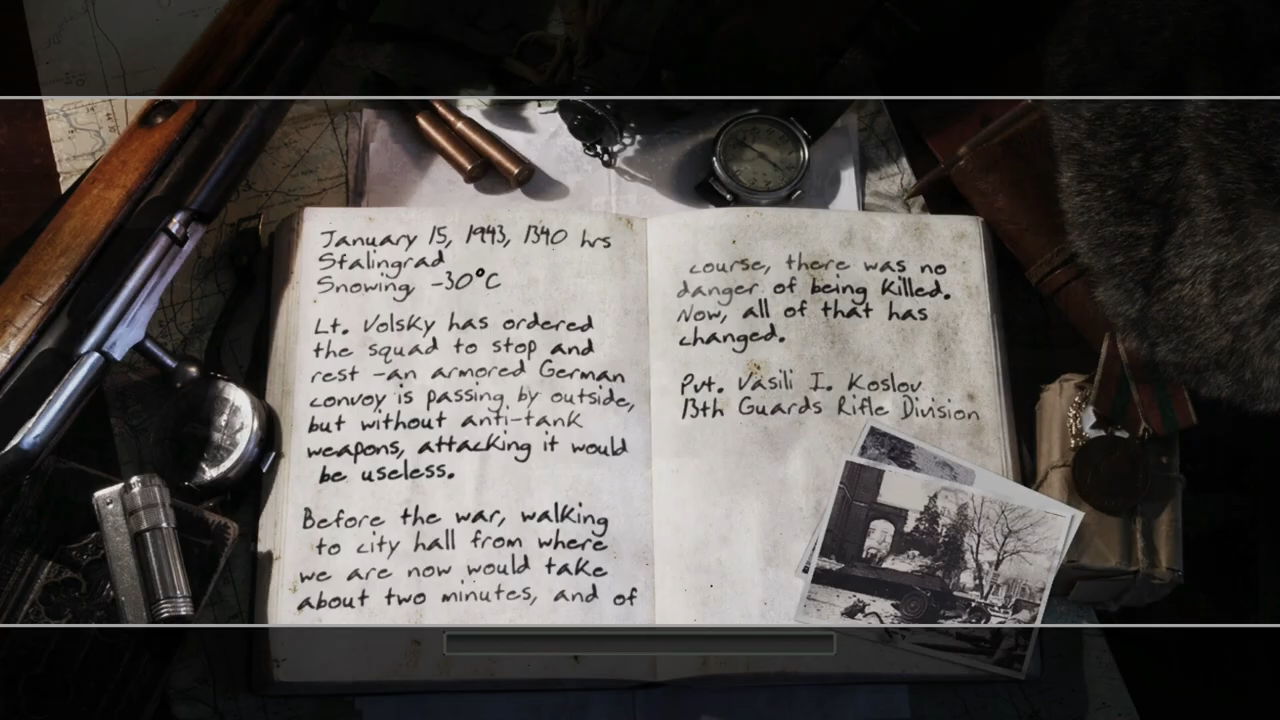 January 15, 1943, 1340 hrs
Stalingrad
Snowing, -30°C
Lt. Volsky has ordered
the squad to stop and
rest -an armored German
convoy is passing by outside,
but without anti-tank
weapons, attacking it would
be useless.
Before the war, walking
to city hall from where
we are now would take
about two minutes, and of
course, there was no
danger of being killed.
Now, all of that has
changed.
Pvt. Vasili I. Koslov
13th Guards Rifle Division